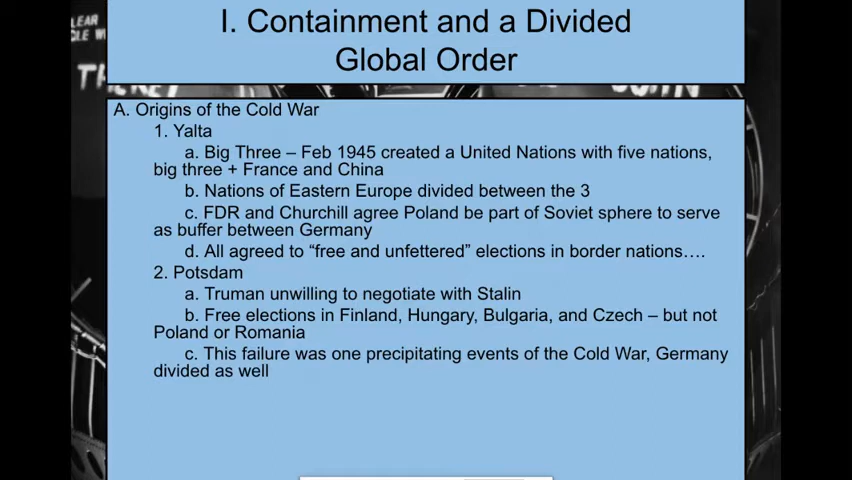 I. Containment and a Divided
Global Order
LEAR
CLE W
A. Origins of the Cold War
1. Yalta
a. Big Three – Feb 1945 created a United Nations with five nations,
big three + France and China
b. Nations of Eastern Europe divided between the 3
c. FDR and Churchill agree Poland be part of Soviet sphere to serve
as buffer between Germany
d. All agreed to “free and unfettered” elections in border nations….
2. Potsdam
a. Truman unwilling to negotiate with Stalin
b. Free elections in Finland, Hungary, Bulgaria, and Czech – but not
Poland or Romania
c. This failure was one precipitating events of the Cold War, Germany
divided as well